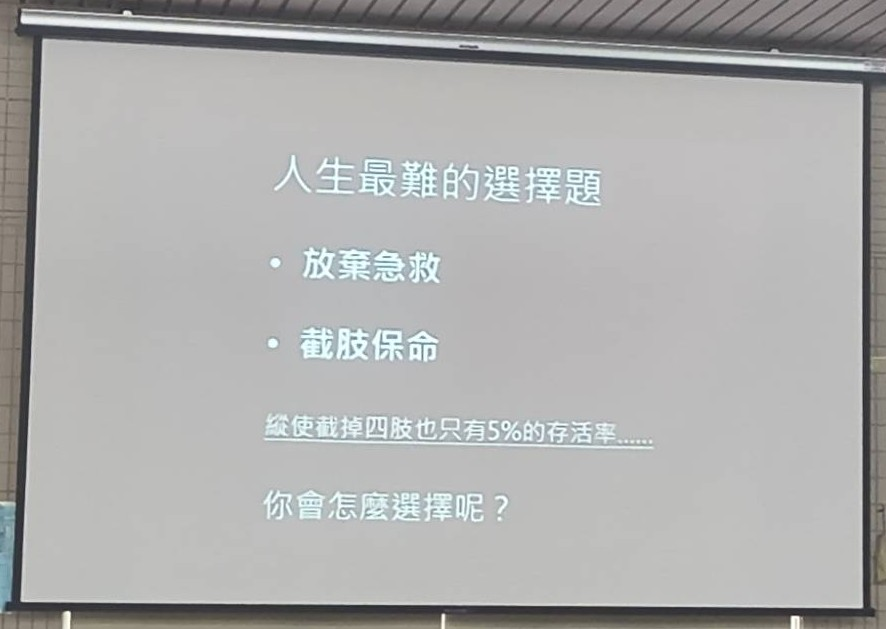 人生最難的選擇題
• 放棄急救
• 截肢保命
縱使截掉四肢也只有5%的存活率......
你會怎麼選擇呢？